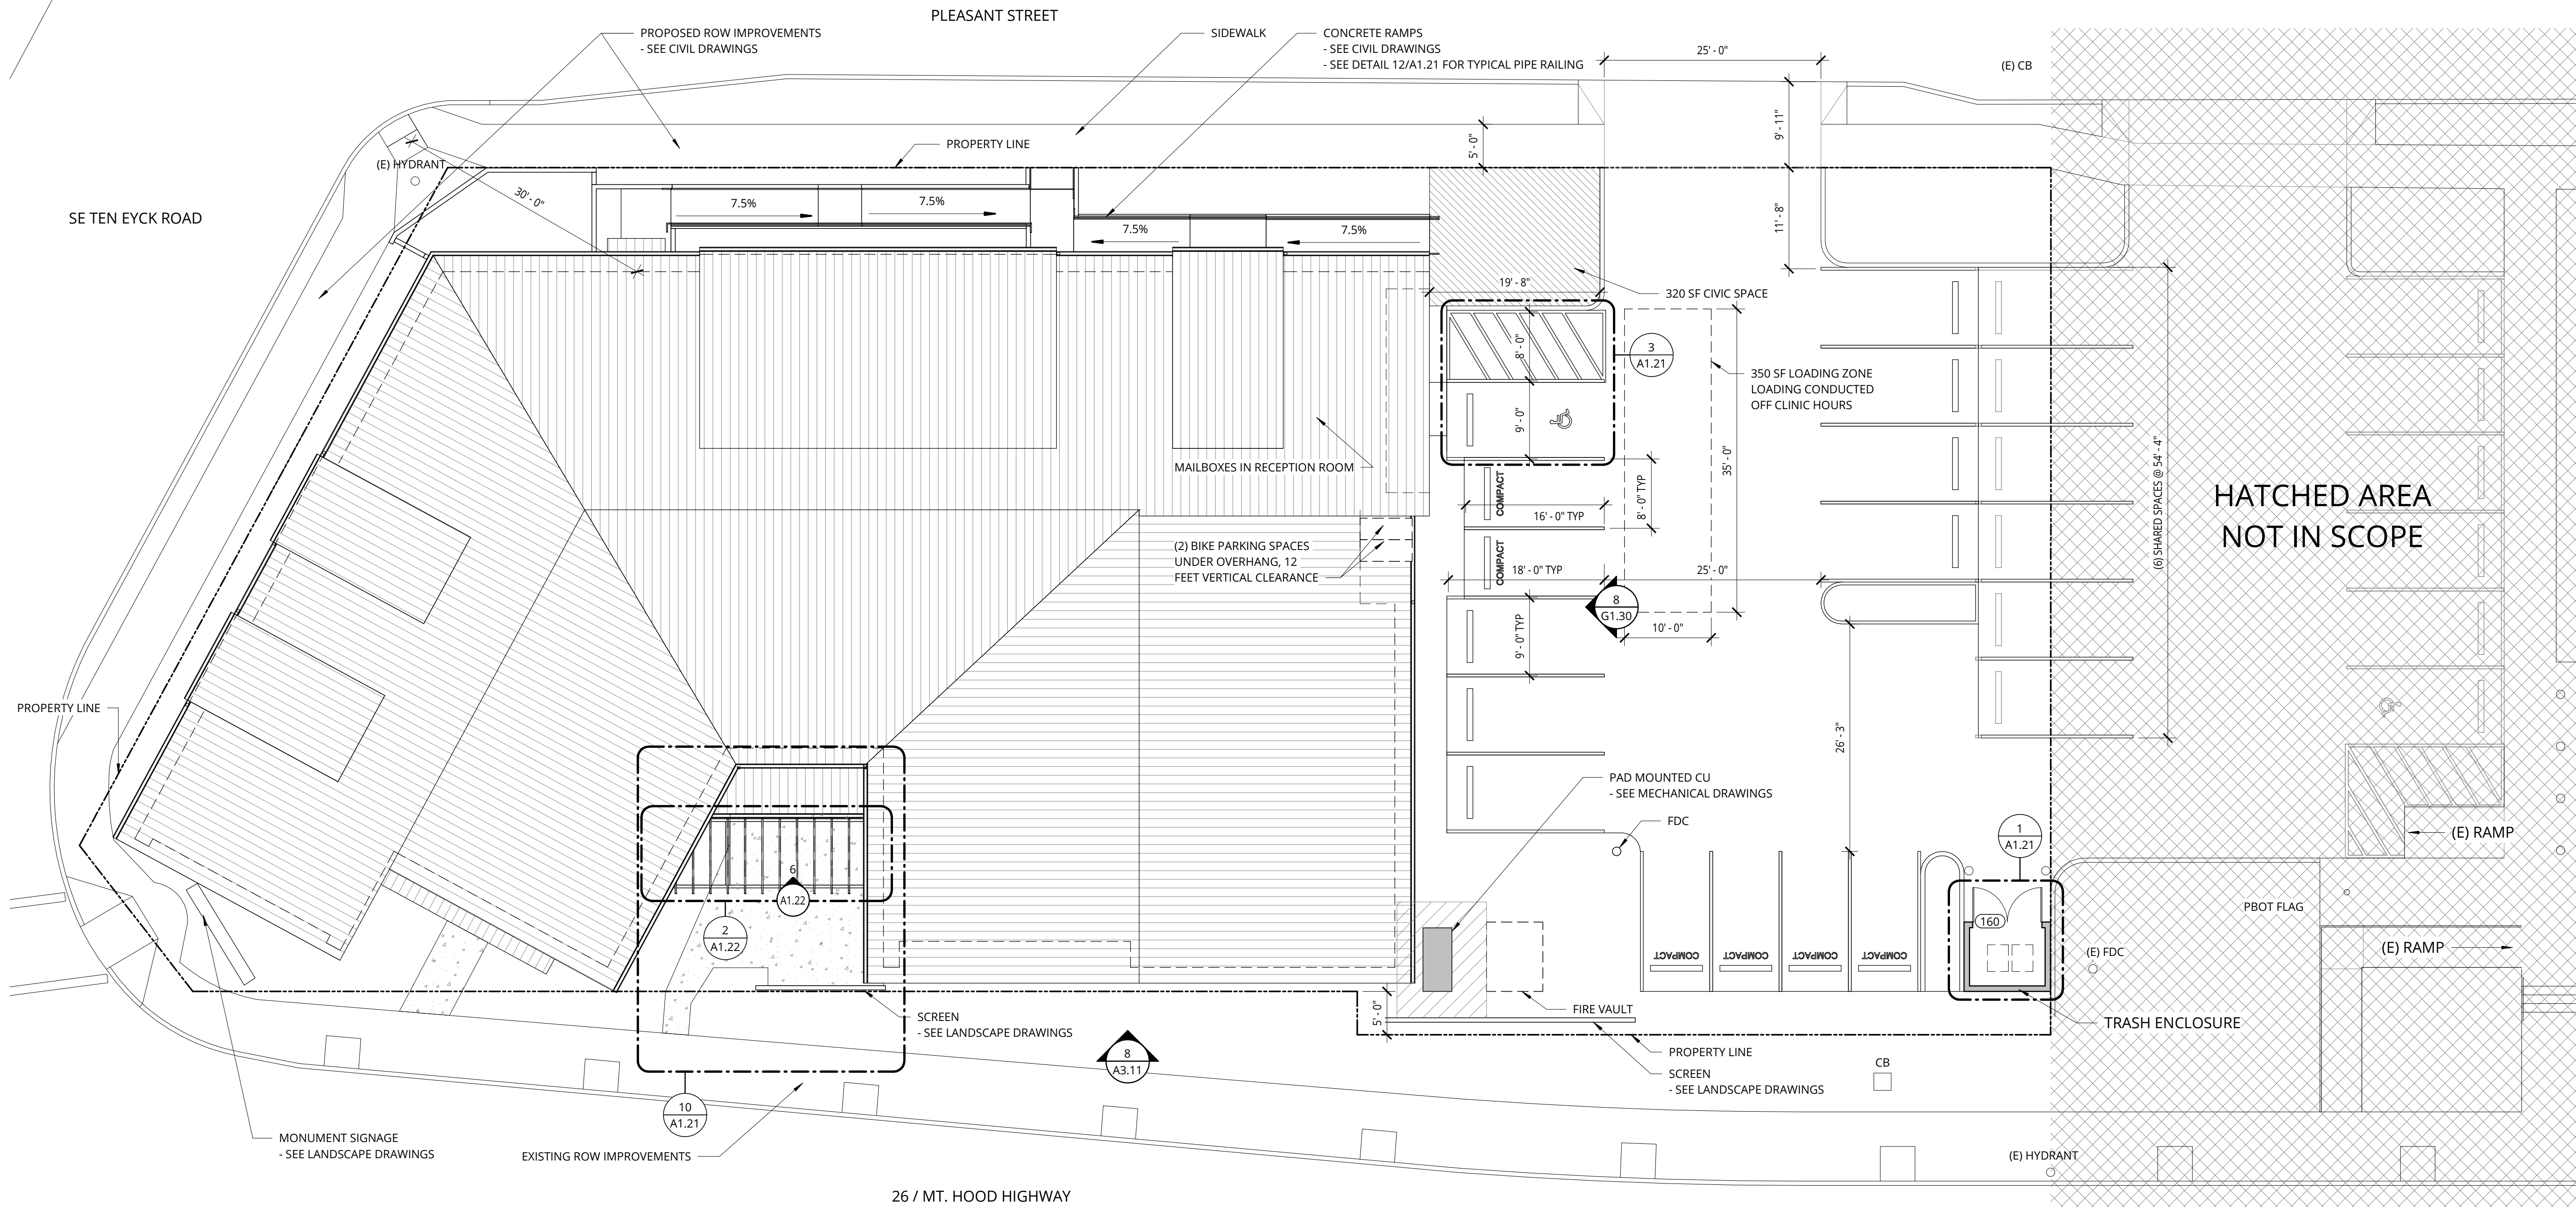 PLEASANT STREET
PROPOSED ROW IMPROVEMENTS
- SEE CIVIL DRAWINGS
SIDEWALK
CONCRETE RAMPS
- SEE CIVIL DRAWINGS
- SEE DETAIL 12/A1.21 FOR TYPICAL PIPE RAILING
25' - 0"
(E) CB
9' - 11"
5' - 0"
PROPERTY LINE
(E) HYDRANT
30' - 0"
SE TEN EYCK ROAD
7.5%
7.5%
7.5%
7.5%
11' - 8"
19' - 8"
320 SF CIVIC SPACE
8' - 0"
3
A1.21
350 SF LOADING ZONE
LOADING CONDUCTED
OFF CLINIC HOURS
9' - 0"
MAILBOXES IN RECEPTION ROOM
COMPACT
16' - 0" TYP
8' - 0" TYP
35' - 0"
(6) SHARED SPACES @ 54' - 4"
HATCHED AREA
NOT IN SCOPE
(2) BIKE PARKING SPACES
UNDER OVERHANG, 12
FEET VERTICAL CLEARANCE
COMPACT
18' - 0" TYP
25' - 0"
8
G1.30
9' - 0" TYP
10' - 0"
PROPERTY LINE
26' - 3"
PAD MOUNTED CU
- SEE MECHANICAL DRAWINGS
FDC
1
A1.21
(E) RAMP
6
A1.22
2
A1.22
160
PBOT FLAG
(E) RAMP
(E) FDC
COMPACT
COMPACT
COMPACT
COMPACT
5' - 0"
FIRE VAULT
SCREEN
- SEE LANDSCAPE DRAWINGS
TRASH ENCLOSURE
8
A3.11
PROPERTY LINE
SCREEN
- SEE LANDSCAPE DRAWINGS
CB
10
A1.21
MONUMENT SIGNAGE
- SEE LANDSCAPE DRAWINGS
EXISTING ROW IMPROVEMENTS
(E) HYDRANT
26 / MT. HOOD HIGHWAY